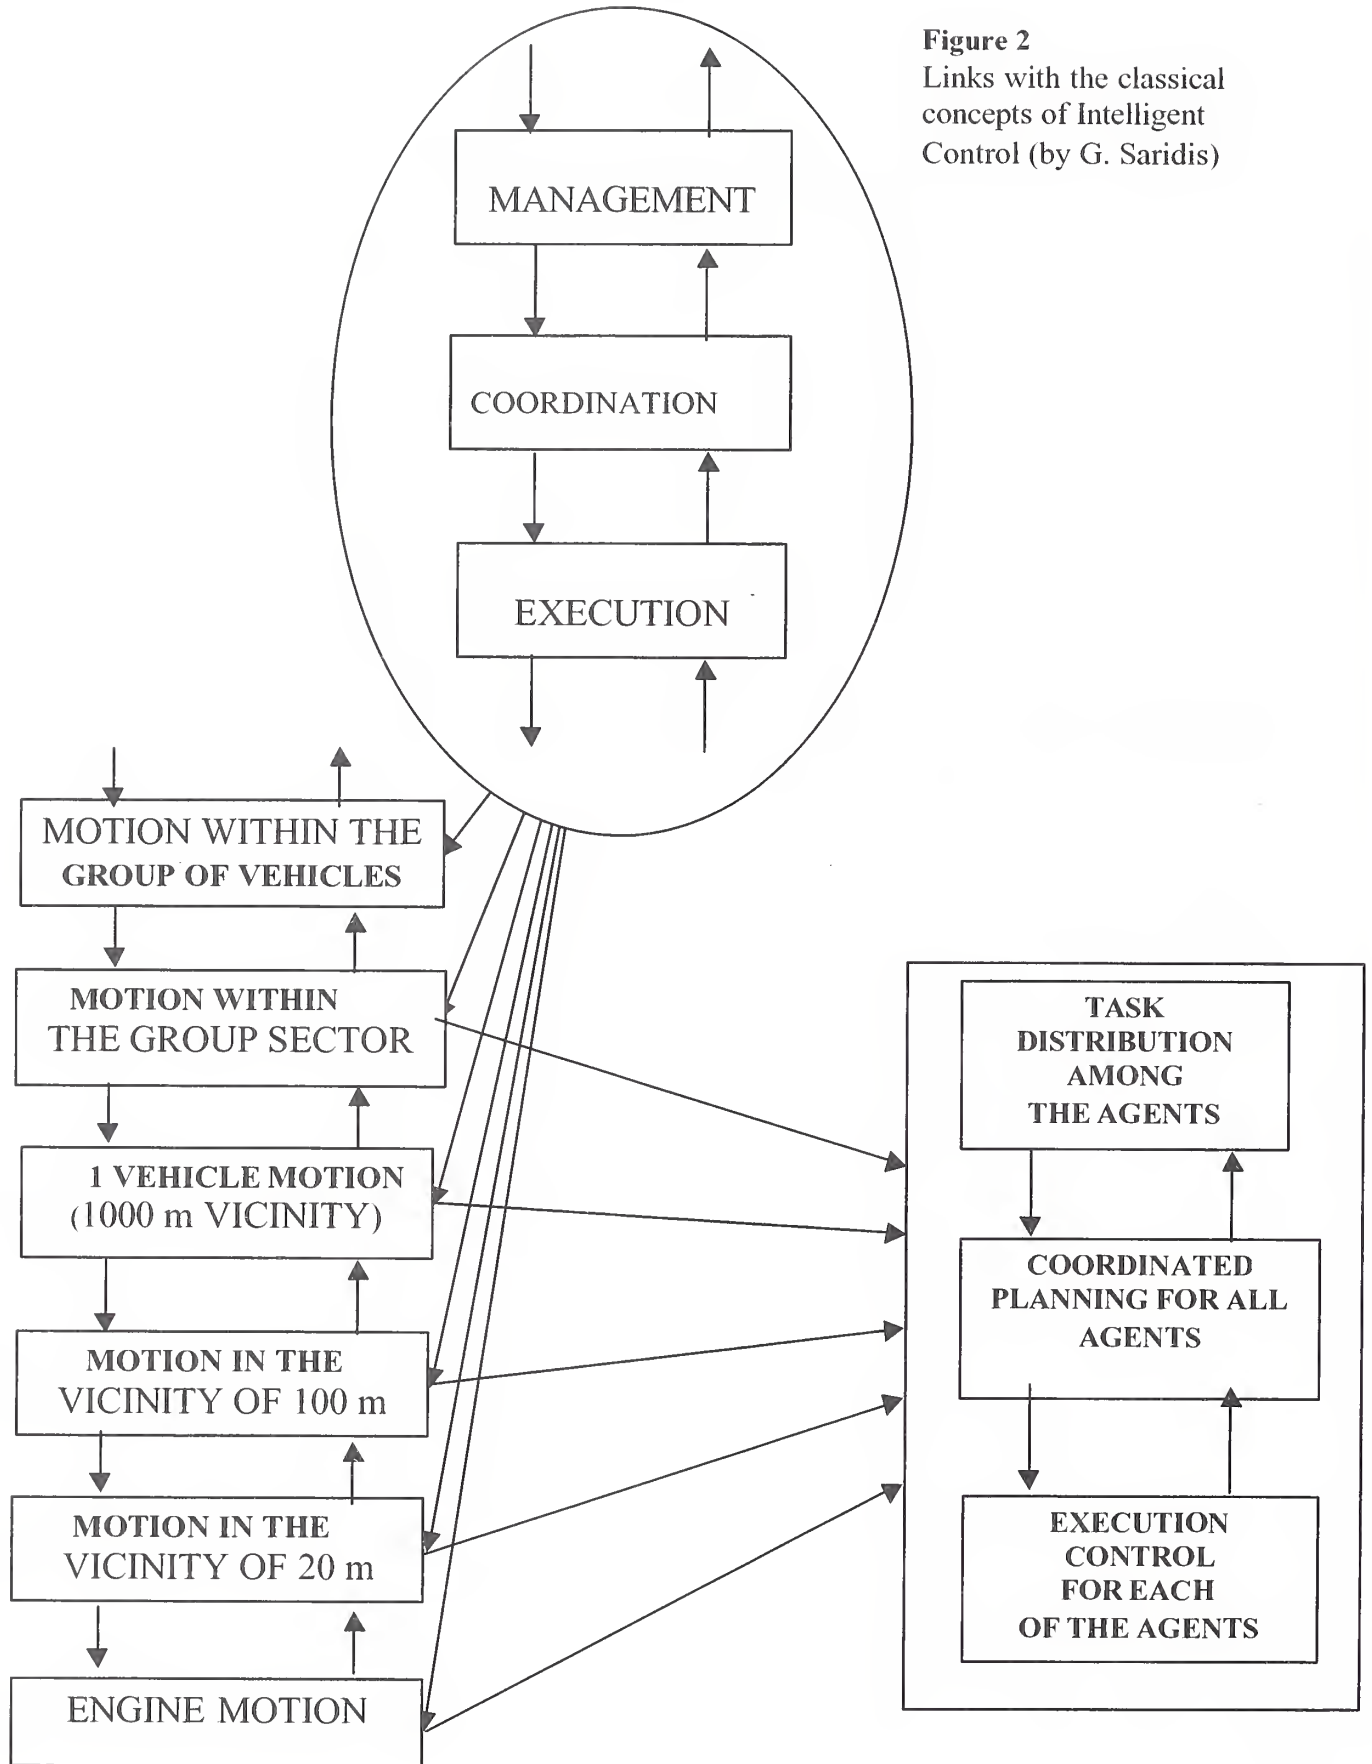 Figure 2
Links with the classical
concepts of Intelligent
Control (by G. Saridis)
MANAGEMENT
COORDINATION
EXECUTION
MOTION WITHIN THE
GROUP OF VEHICLES
MOTION WITHIN
THE GROUP SECTOR
1 VEHICLE MOTION
(1000 m VICINITY)
MOTION IN THE
VICINITY OF 100 m
MOTION IN THE
VICINITY OF 20 m
ENGINE MOTION
TASK
DISTRIBUTION
AMONG
THE AGENTS
COORDINATED
PLANNING FOR ALL
AGENTS
EXECUTION
CONTROL
FOR EACH
OF THE AGENTS